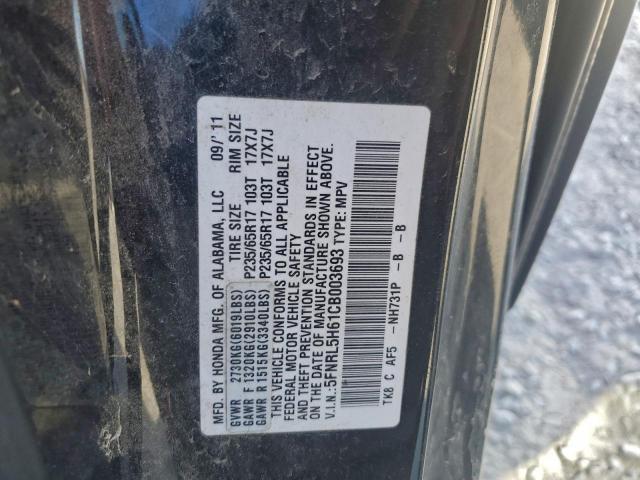 MFD. BY HONDA MFG. OF ALABAMA, LLC 09/'11
TIRE SIZE RIM SIZE
GVWR 2730KG(6010LBS)
GAWR F 1320KG(2910LBS) P235/65R17 103T 17X7J
GAWR R 1515KG(3340LBS) P235/65R17 103T 17X7J
THIS VEHICLE CONFORMS TO ALL APPLICABLE
FEDERAL MOTOR VEHICLE SAFETY
AND THEFT PREVENTION STANDARDS IN EFFECT
ON THE DATE OF MANUFACTURE SHOWN ABOVE.
V.I.N.:5FNRL5H61CB003693 TYPE: MPV
TK8 C AF5 -NH731P -B -B